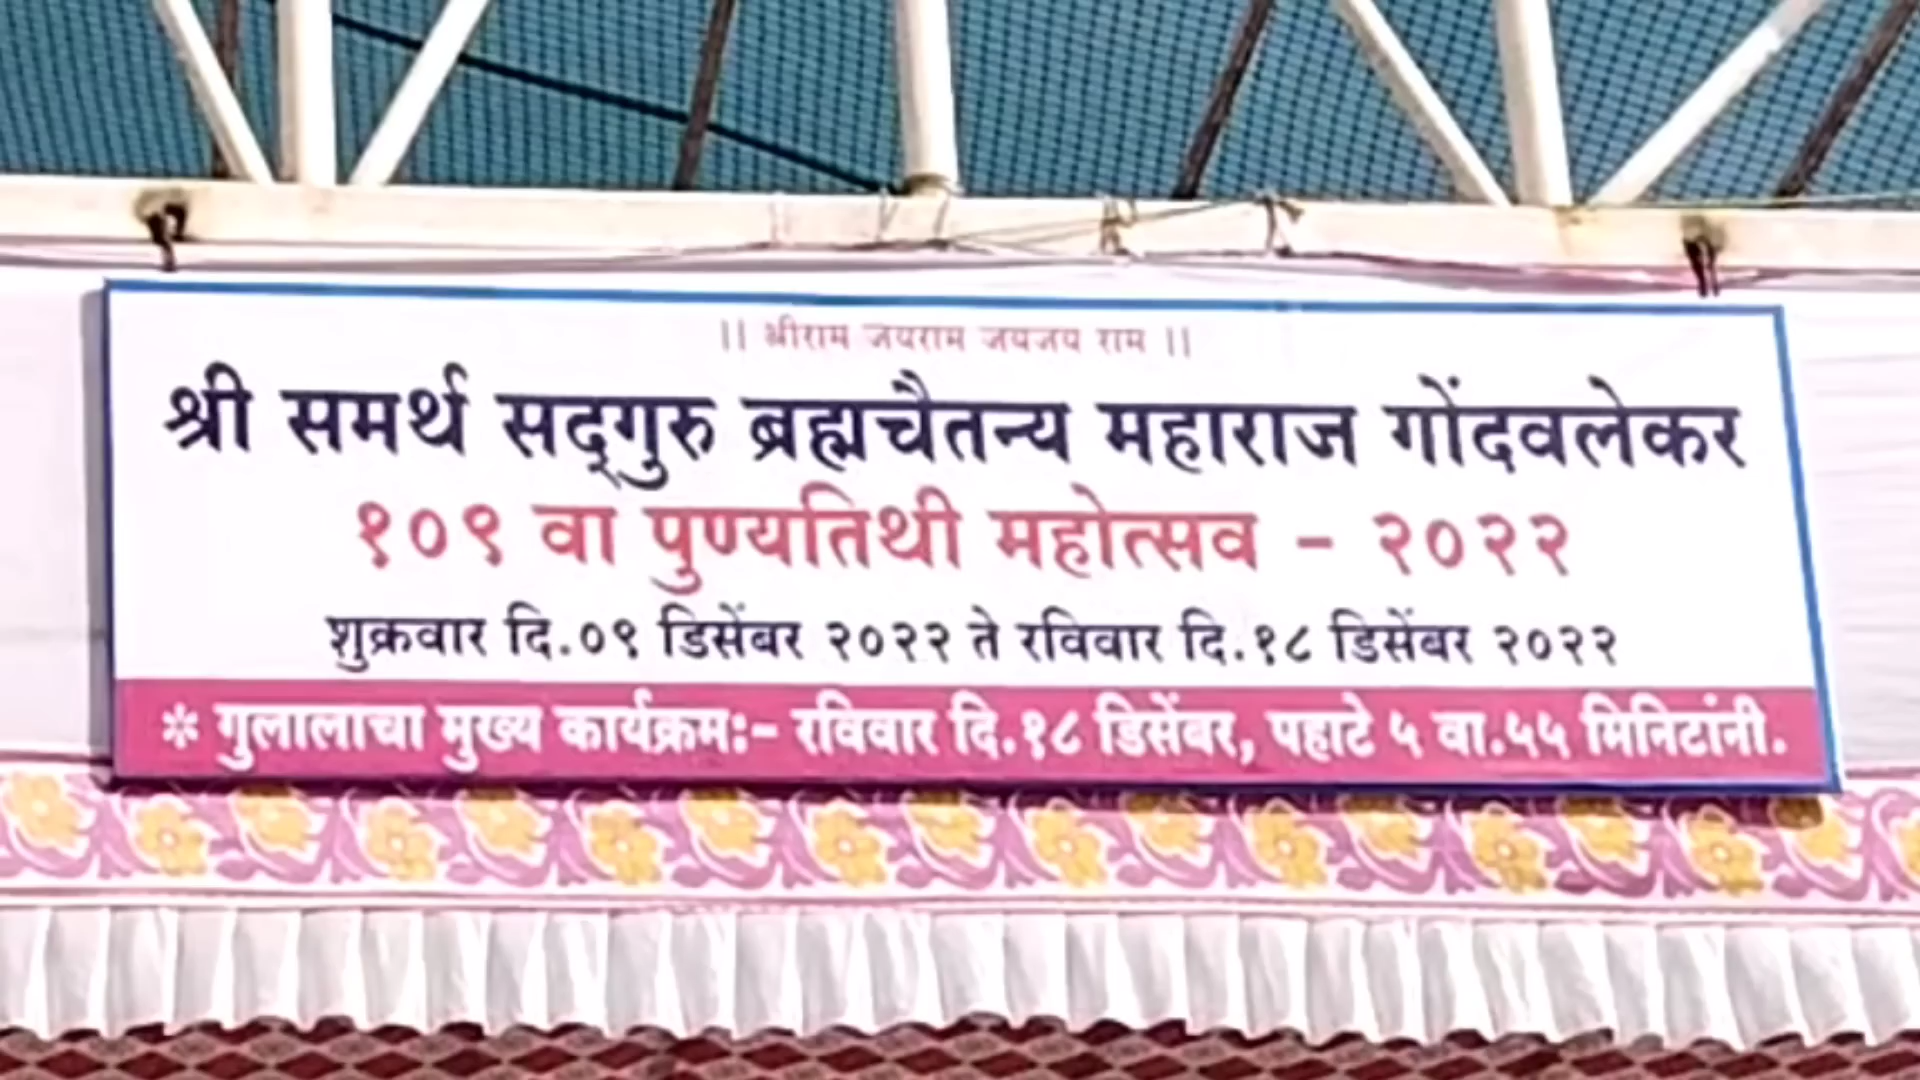 || श्रीराम जयराम जयजय राम ||
श्री समर्थ सद्‌गुरु ब्रह्मचैतन्य महाराज गोंदवलेकर
१०९ वा पुण्यतिथी महोत्सव - २०२२
शुक्रवार दि.०९ डिसेंबर २०२२ ते रविवार दि.१८ डिसेंबर २०२२
* गुलालाचा मुख्य कार्यक्रम:- रविवार दि.१८ डिसेंबर, पहाटे ५ वा.५५ मिनिटांनी.